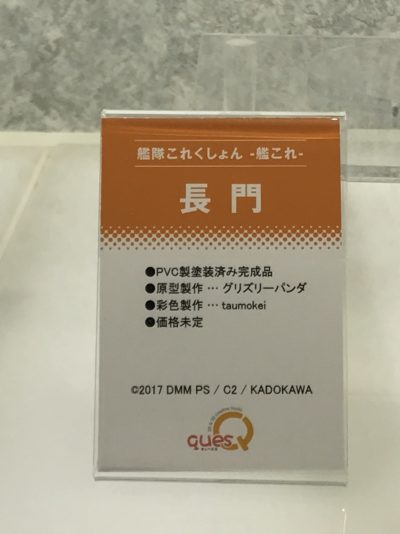 艦隊これくしょん -艦これ-
長門
●PVC製塗装済み完成品
●原型製作 … グリズリーパンダ
●彩色製作 … taumokei
●価格未定
©2017 DMM PS / C2 / KADOKAWA
quesQ